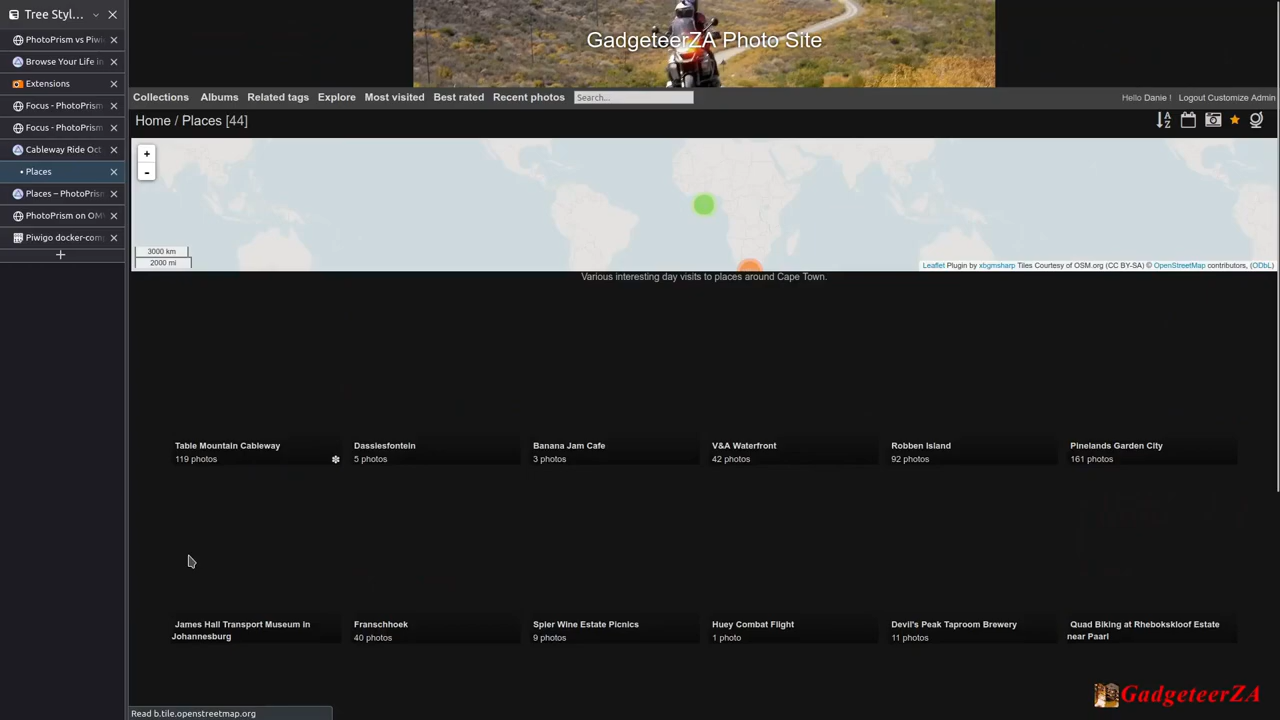 Tree Styl...
PhotoPrism vs Piwi
Browse Your Life in
Extensions
Focus - PhotoPrism
Focus - PhotoPrism
Cableway Ride Oct
• Places
Places – PhotoPrism
PhotoPrism on OMV
Piwigo docker-comp
GadgeteerZA Photo Site
Collections Albums Related tags Explore Most visited Best rated Recent photos Search... Hello Danie ! Logout Customize Admin
Home / Places [44]
+
-
3000 km
2000 mi
Leaflet Plugin by xbgmsharp Tiles Courtesy of OSM.org (CC BY-SA) © OpenStreetMap contributors, (ODbL)
Various interesting day visits to places around Cape Town.
Table Mountain Cableway
119 photos
Dassiesfontein
5 photos
Banana Jam Cafe
3 photos
V&A Waterfront
42 photos
Robben Island
92 photos
Pinelands Garden City
161 photos
James Hall Transport Museum in
Johannesburg
Franschhoek
40 photos
Spier Wine Estate Picnics
9 photos
Huey Combat Flight
1 photo
Devil's Peak Taproom Brewery
11 photos
Quad Biking at Rhebokskloof Estate
near Paarl
GadgeteerZA
Read b.tile.openstreetmap.org